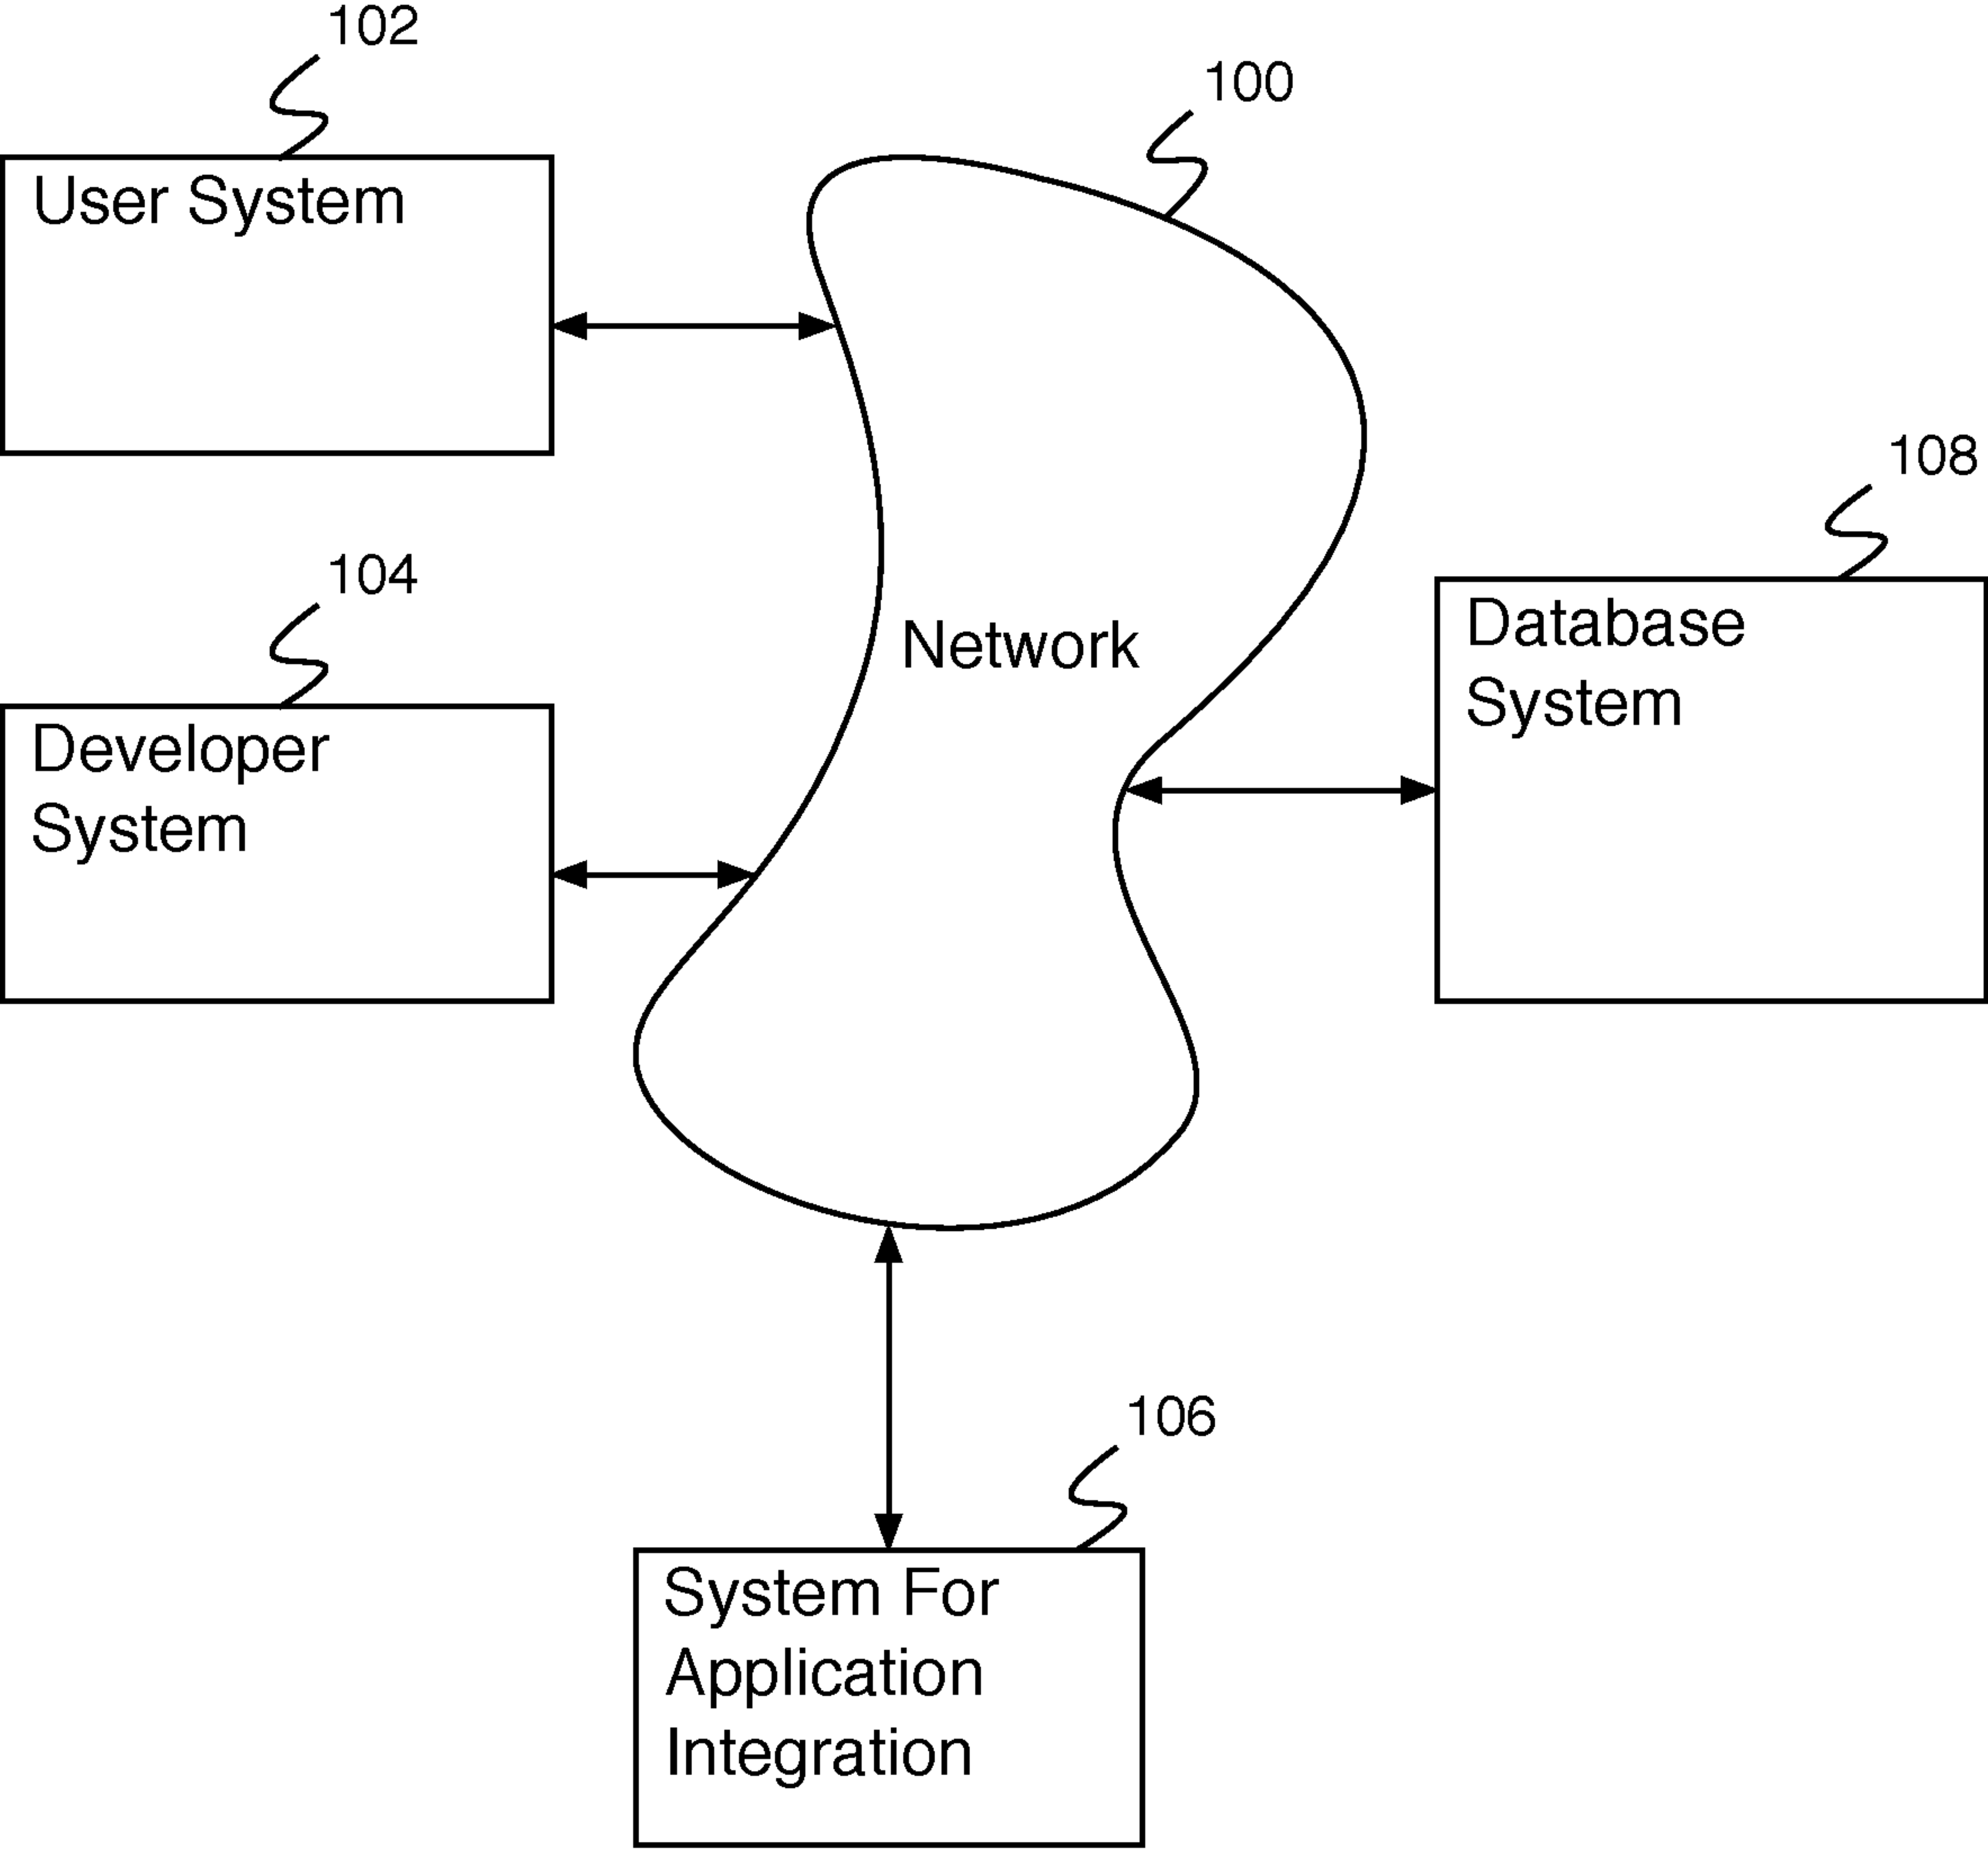 102
100
User System
108
104
Database
System
Network
Developer
System
106
System For
Application
Integration